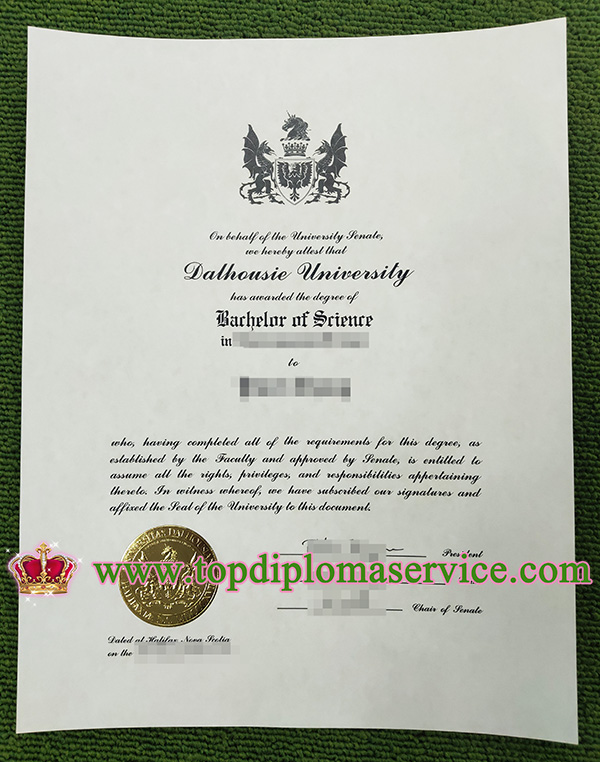 On behalf of the University Senate,
we hereby attest that
Dalhousie University
has awarded the degree of
Bachelor of Science
in
to
who, having completed all of the requirements for this degree, as
established by the Faculty and approved by Senate, is entitled to
assume all the rights, privileges, and responsibilities appertaining
thereto. In witness whereof, we have subscribed our signatures and
affixed the Seal of the University to this document.
President
www.topdiplomaservice.com
Chair of Senate
Dated at Halifax Nova Scotia
on the